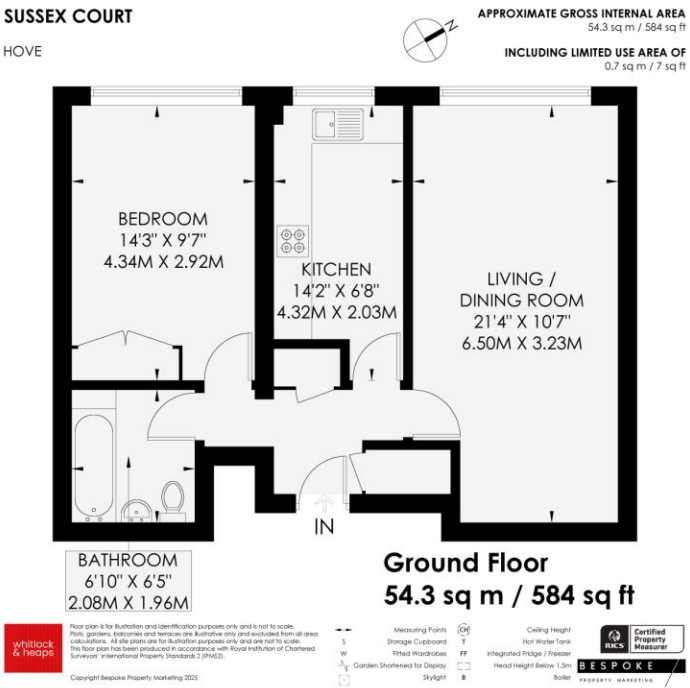 SUSSEX COURT
HOVE
N
APPROXIMATE GROSS INTERNAL AREA
54.3 sq m / 584 sq ft
INCLUDING LIMITED USE AREA OF
0.7 sq m / 7 sq ft
BEDROOM
14'3" X 9'7"
4.34M X 2.92M
KITCHEN
14'2" X 6'8"
4.32M X 2.03M
LIVING /
DINING ROOM
21'4" X 10'7"
6.50M X 3.23M
IN
BATHROOM
6'10" X 6'5"
2.08M X 1.96M
Ground Floor
54.3 sq m / 584 sq ft
whitlock
& heaps
Floor plan is for illustration and identification purposes only and is not to scale.
Plots, gardens, balconies and terraces are illustrative only and excluded from all area
calculations. All site plans are for illustration purposes only and are not to scale.
This floor plan has been produced in accordance with Royal Institution of Chartered
Surveyors' International Property Standards 2 (IPMS2).
Copyright Bespoke Property Marketing 2025
Measuring Points
S Storage Cupboard
W Fitted Wardrobes
Garden Shortened for Display
Skylight
CH Ceiling Height
T Hot Water Tank
FF Integrated Fridge / Freezer
Head Height Below 1.5m
B Boiler
RICS
Certified
Property
Measurer
BESPOKE
PROPERTY MARKETING